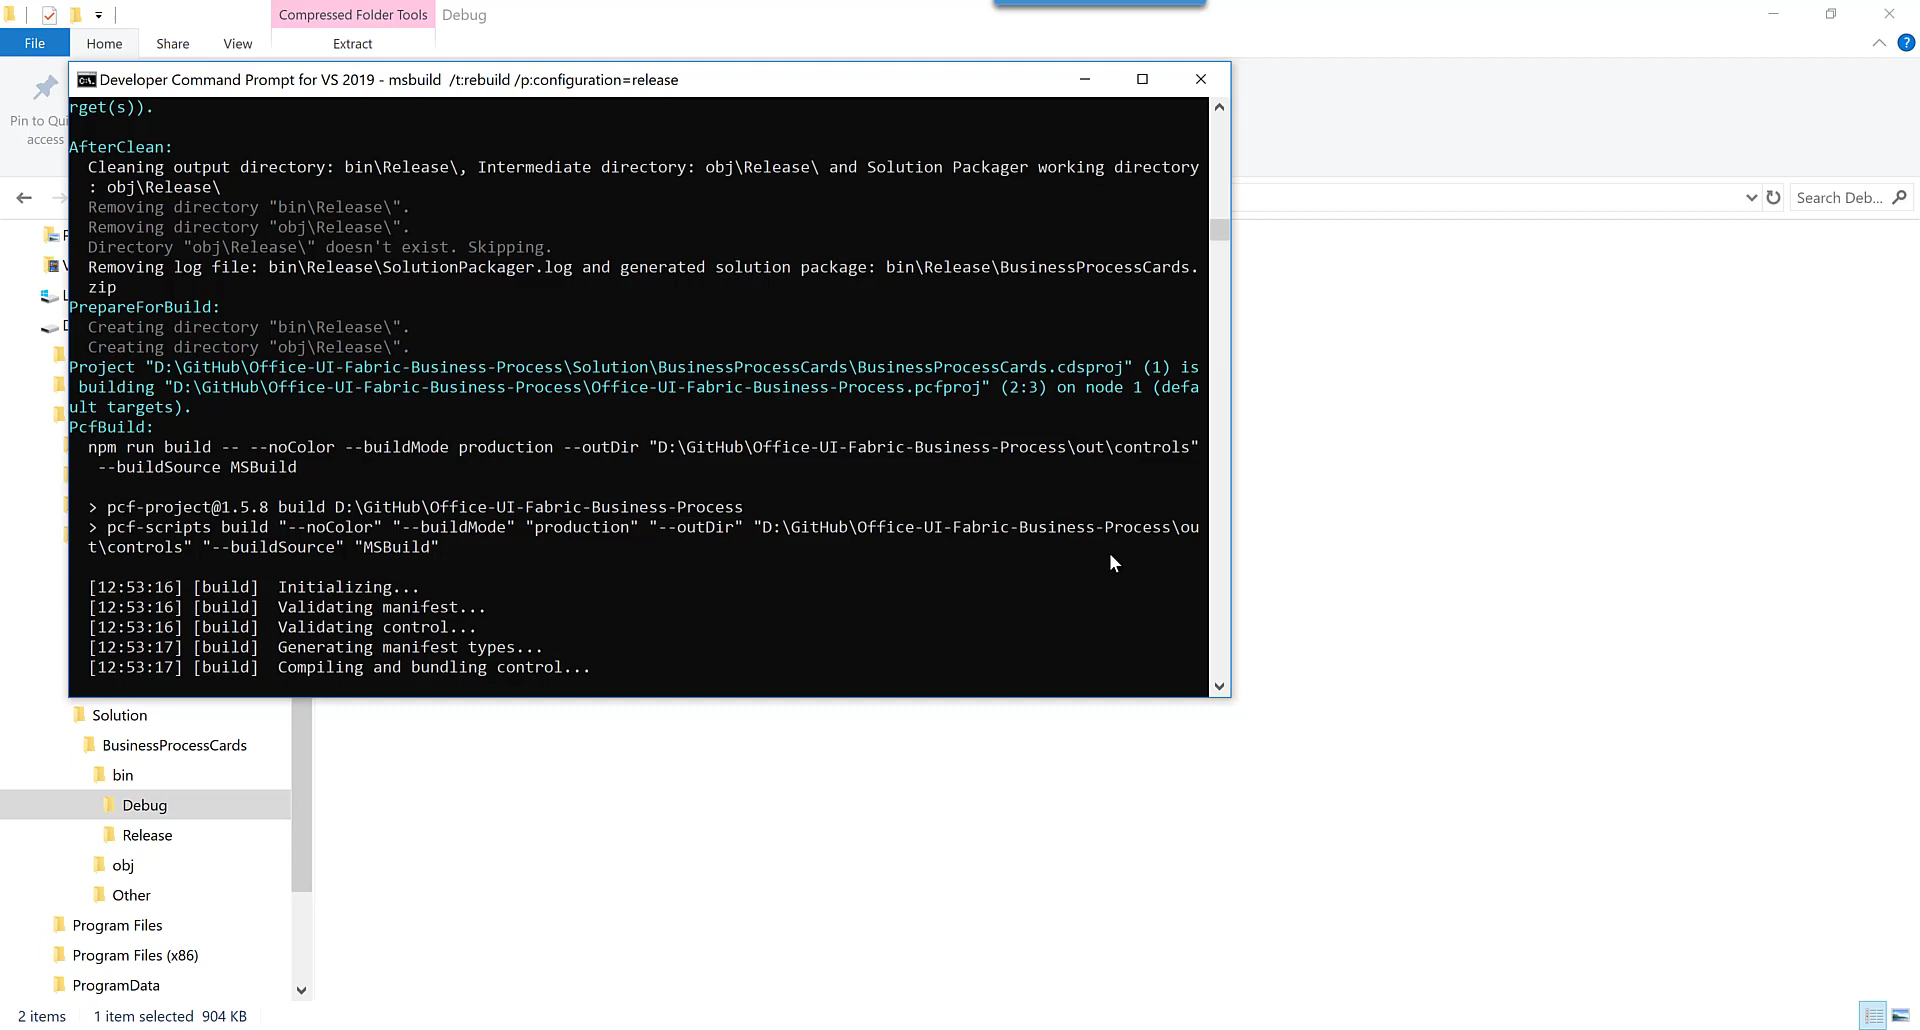 Compressed Folder Tools
Debug
File
Home
Share
View
Extract
Pin to Qui
access
Search Deb...
Developer Command Prompt for VS 2019 - msbuild /t:rebuild /p:configuration=release
rget(s)).
AfterClean:
Cleaning output directory: bin\Release\, Intermediate directory: obj\Release\ and Solution Packager working directory
: obj\Release\
Removing directory "bin\Release\".
Removing directory "obj\Release\".
Directory "obj\Release\" doesn't exist. Skipping.
Removing log file: bin\Release\SolutionPackager.log and generated solution package: bin\Release\BusinessProcessCards.
zip
PrepareForBuild:
Creating directory "bin\Release\".
Creating directory "obj\Release\".
Project "D:\GitHub\Office-UI-Fabric-Business-Process\Solution\BusinessProcessCards\BusinessProcessCards.cdsproj" (1) is
building "D:\GitHub\Office-UI-Fabric-Business-Process\Office-UI-Fabric-Business-Process.pcfproj" (2:3) on node 1 (defa
ult targets).
PcfBuild:
npm run build -- --noColor --buildMode production --outDir "D:\GitHub\Office-UI-Fabric-Business-Process\out\controls"
--buildSource MSBuild
> pcf-project@1.5.8 build D:\GitHub\Office-UI-Fabric-Business-Process
> pcf-scripts build "--noColor" "--buildMode" "production" "--outDir" "D:\GitHub\Office-UI-Fabric-Business-Process\ou
t\controls" "--buildSource" "MSBuild"
[12:53:16] [build] Initializing...
[12:53:16] [build] Validating manifest...
[12:53:16] [build] Validating control...
[12:53:17] [build] Generating manifest types...
[12:53:17] [build] Compiling and bundling control...
Solution
BusinessProcessCards
bin
Debug
Release
obj
Other
Program Files
Program Files (x86)
ProgramData
2 items
1 item selected 904 KB